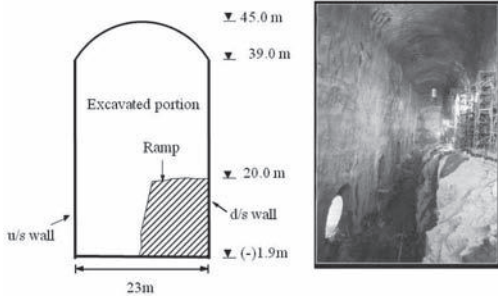 45.0 m
39.0 m
Excavated portion
Ramp
20.0 m
d/s wall
u/s wall
(-)1.9m
23m